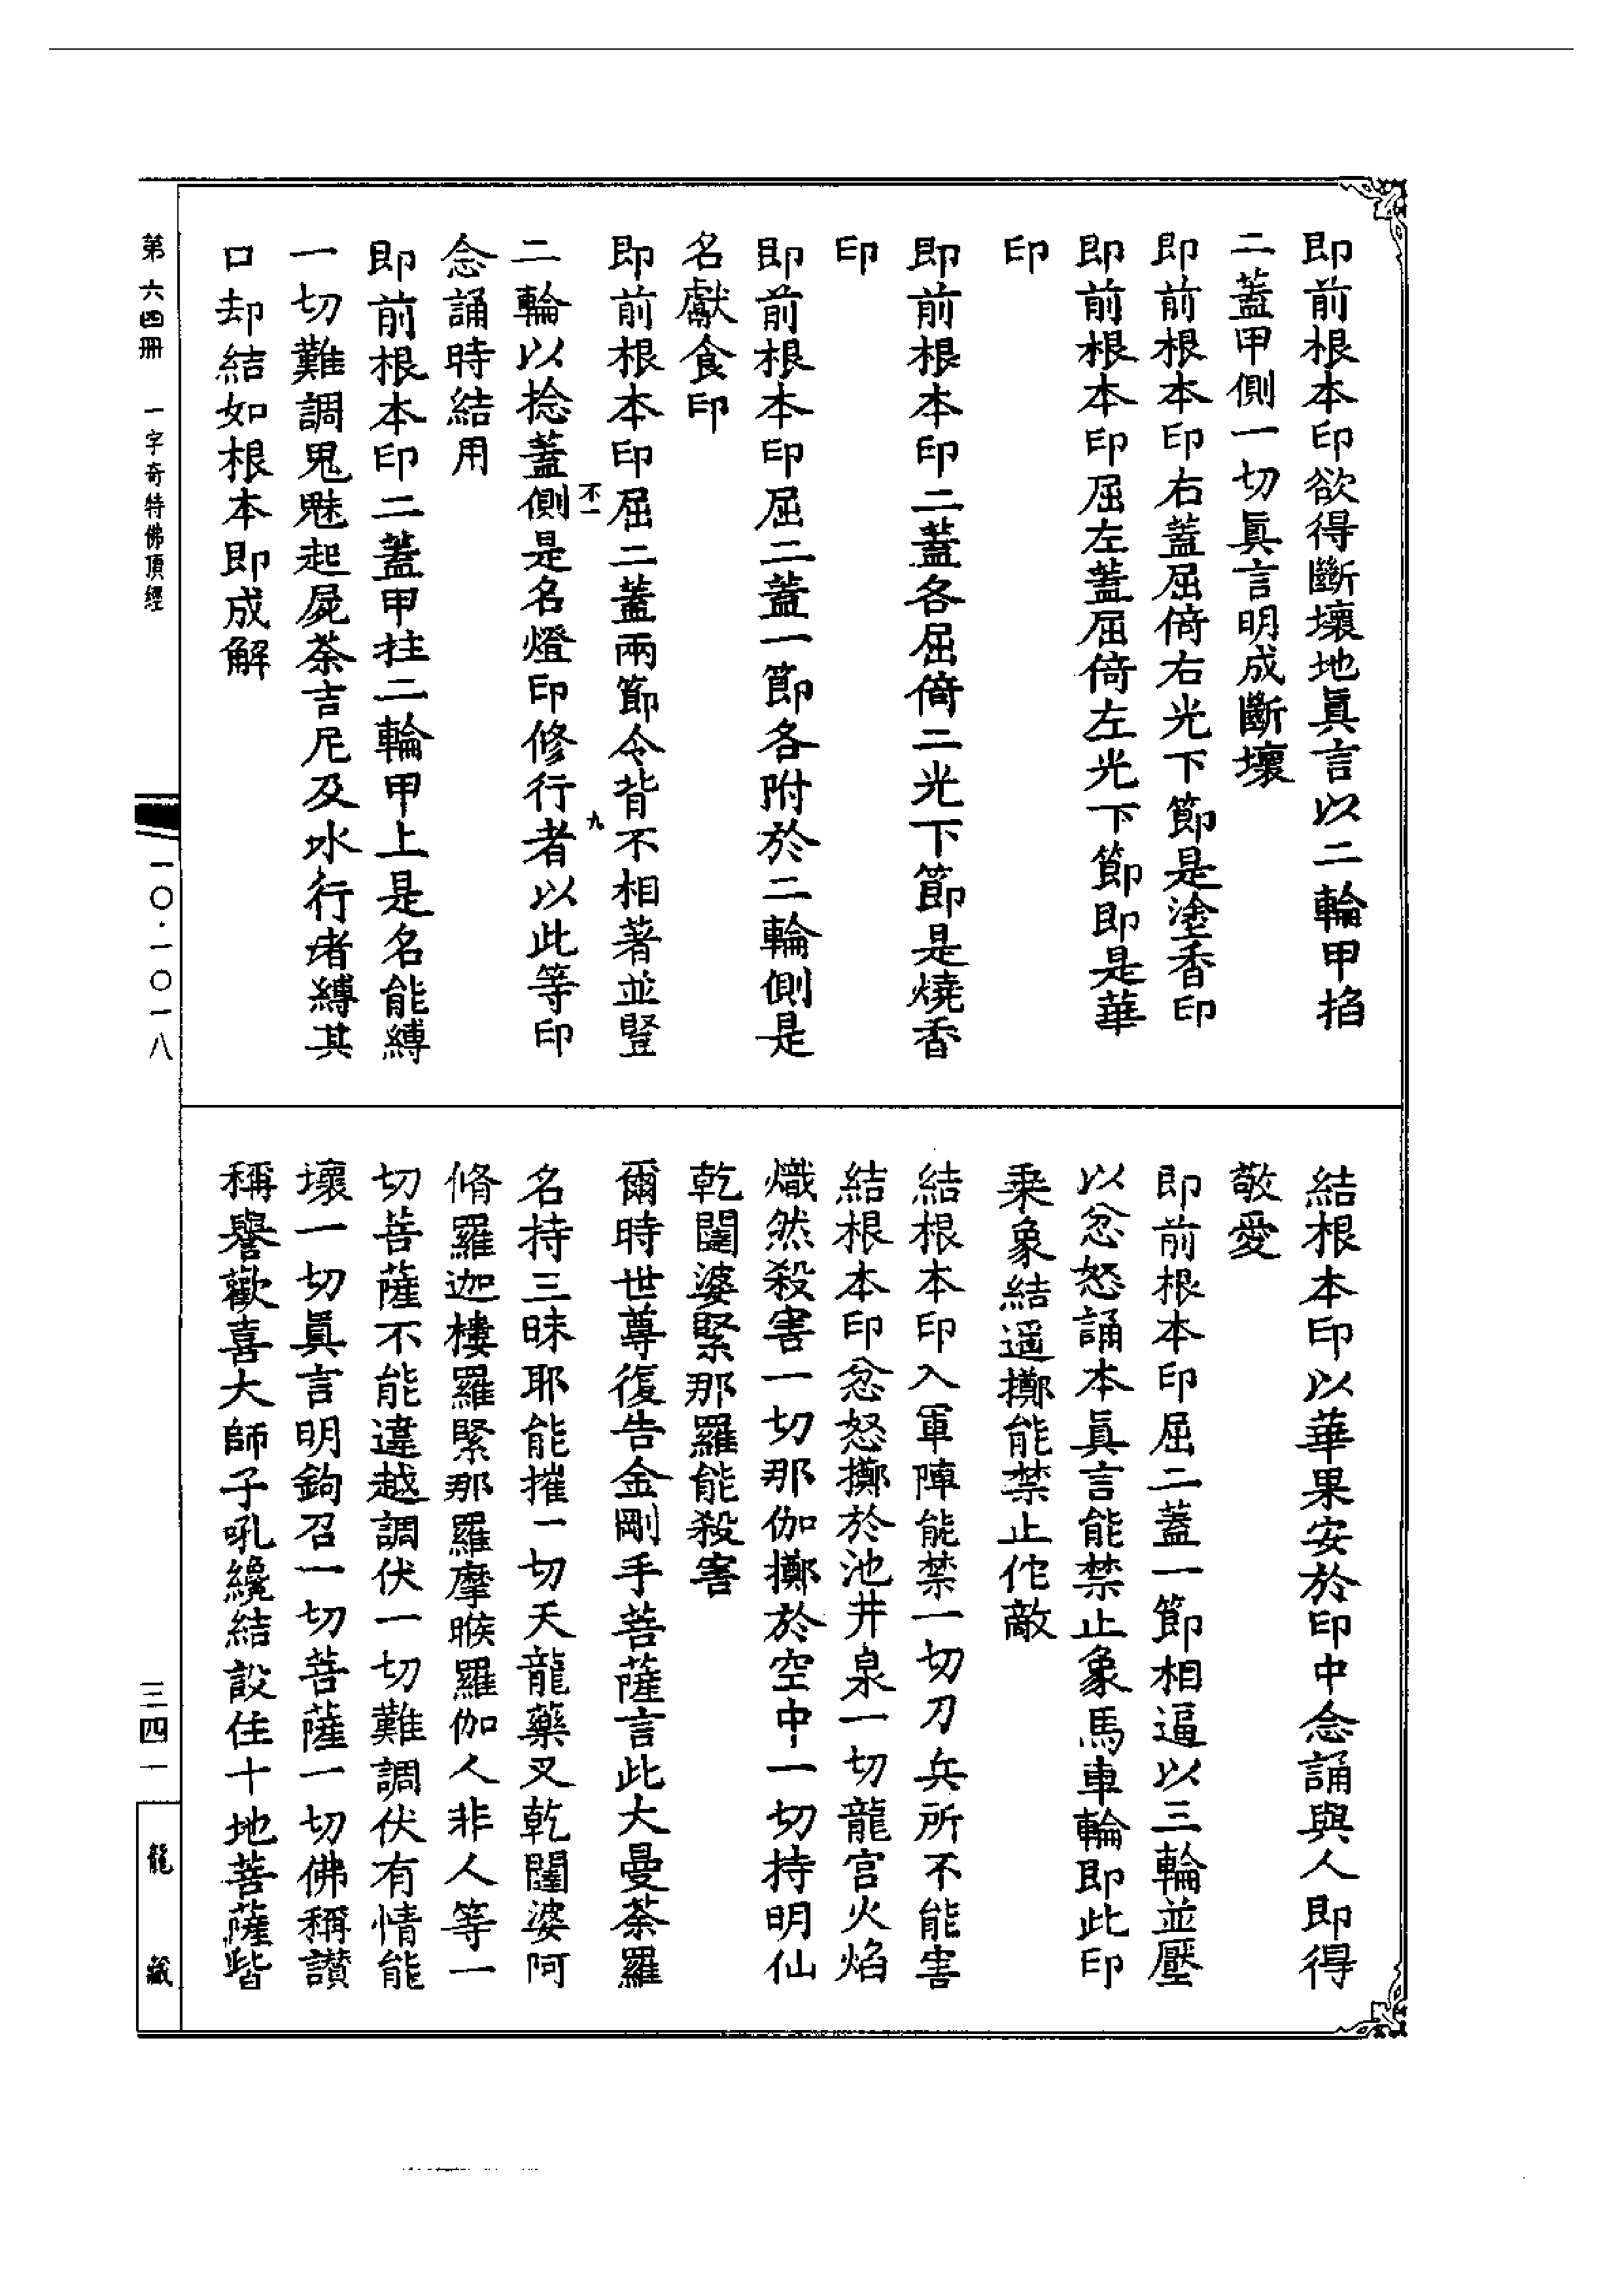 即前根本印欲得斷壞地眞言以二輪甲掐
二蓋甲側一切眞言明成斷壞
即前根本印右蓋屈倚右光下節是塗香印
即前根本印屈左蓋屈倚左光下節即是華
印
即前根本印二蓋各屈倚二光下節是燒香
印
即前根本印屈二蓋一節各附於二輪側是
名獻食印
即前根本印屈二蓋兩節令背不相著並豎
不一
九
二輪以捻蓋側是名燈印修行者以此等印
念誦時結用
即前根本印二蓋甲拄二輪甲上是名能縛
一切難調鬼魅起屍荼吉尼及水行者縛其
口却結如根本即成解
結根本印以華果安於印中念誦與人即得
敬愛
即前根本印屈二蓋一節相逼以三輪並壓
以忿怒誦本眞言能禁止象馬車輪即此印
乗象結遥擲能禁止作敵
結根本印入軍陣能禁一切刀兵所不能害
結根本印忿怒擲於池井泉一切龍宫火焰
熾然殺害一切那伽擲於空中一切持明仙
乾闥婆緊那羅能殺害
爾時世尊復告金剛手菩薩言此大曼荼羅
名持三昧耶能摧一切天龍藥叉乾闥婆阿
脩羅迦樓羅緊那羅摩睺羅伽人非人等一
切菩薩不能違越調伏一切難調伏有情能
壞一切眞言明鉤召一切菩薩一切佛稱讃
稱譽歡喜大師子吼纔結設住十地菩薩皆
第六四冊 一字奇特佛頂經
一〇·一〇一八
三四一
龍藏